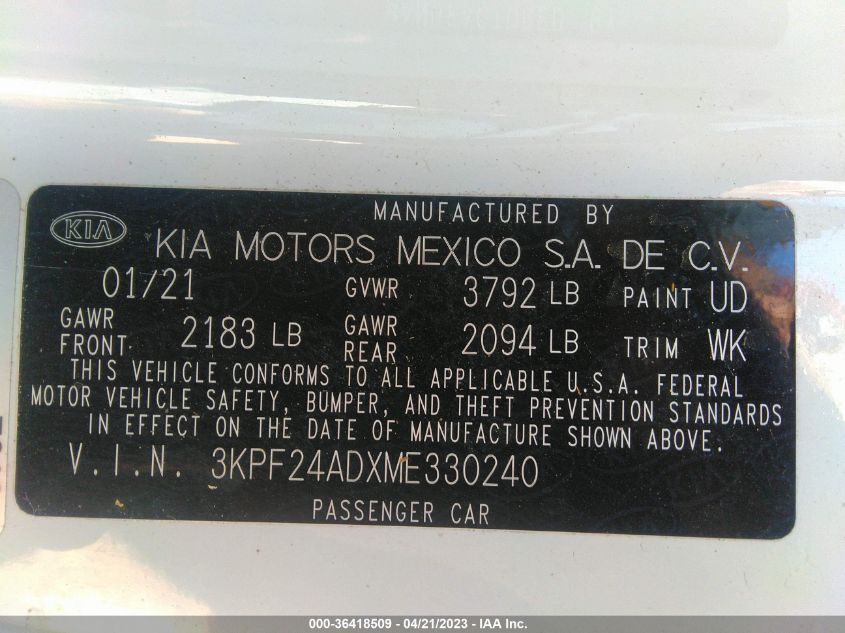 MANUFACTURED BY
KIA
KIA MOTORS MEXICO S.A. DE C.V.
01/21 GVWR 3792 LB PAINT UD
GAWR FRONT 2183 LB GAWR REAR 2094 LB TRIM WK
THIS VEHICLE CONFORMS TO ALL APPLICABLE U.S.A. FEDERAL
MOTOR VEHICLE SAFETY, BUMPER, AND THEFT PREVENTION STANDARDS
IN EFFECT ON THE DATE OF MANUFACTURE SHOWN ABOVE.
V.I.N. 3KPF24ADXME330240
PASSENGER CAR
000-36418509 - 04/21/2023 - IAA Inc.